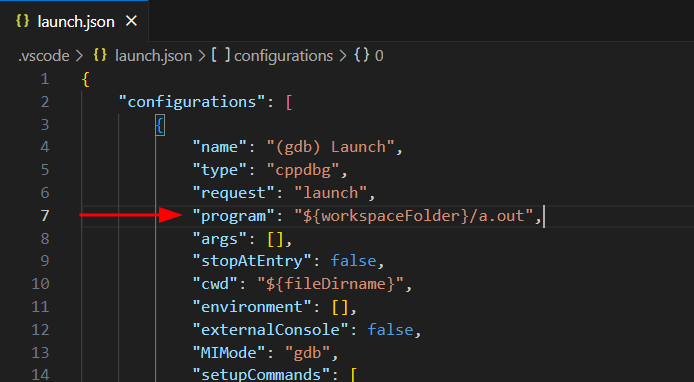 launch.json
.vscode > launch.json > [ ] configurations > {} 0
1 {
2     "configurations": [
3         {
4             "name": "(gdb) Launch",
5             "type": "cppdbg",
6             "request": "launch",
7             "program": "${workspaceFolder}/a.out",
8             "args": [],
9             "stopAtEntry": false,
10             "cwd": "${fileDirname}",
11             "environment": [],
12             "externalConsole": false,
13             "MIMode": "gdb",
14             "setupCommands": [